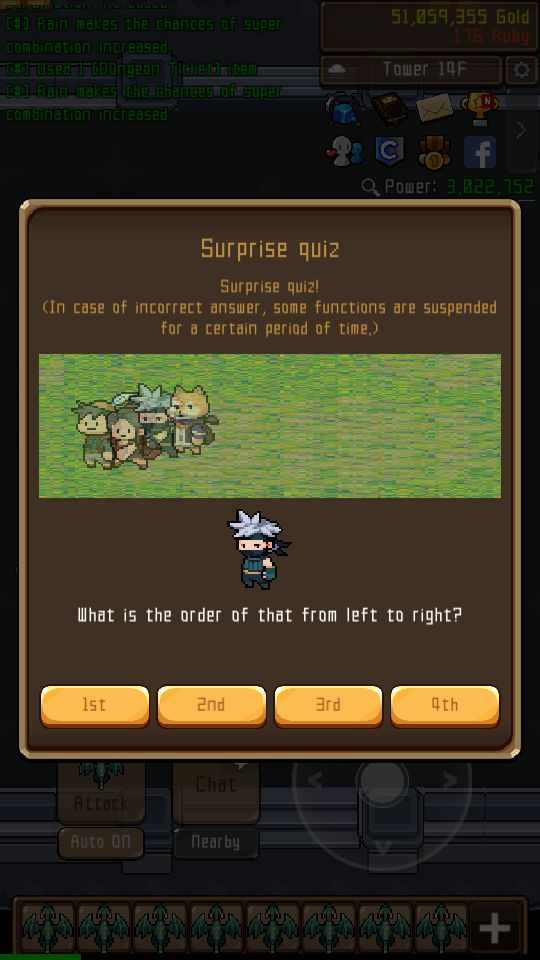 combination increased.
[#] Rain makes the chances of super
combination increased.
[#] Used 1 [Dungeon Ticket] item
[#] Rain makes the chances of super
combination increased.
51,059,355 Gold
176 Ruby
Tower 19F
N
C
1
f
Power: 3,022,752
Surprise quiz
Surprise quiz!
(In case of incorrect answer, some functions are suspended
for a certain period of time.)
What is the order of that from left to right?
1st
2nd
3rd
4th
Attack
Chat
Auto ON
Nearby